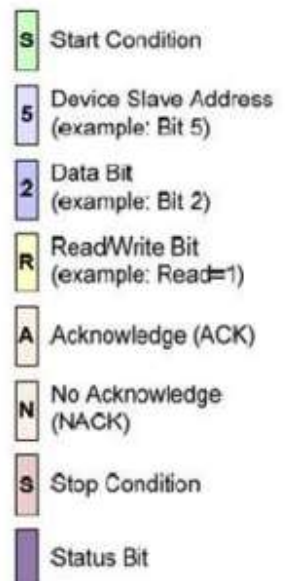 S Start Condition
5 Device Slave Address
(example: Bit 5)
2 Data Bit
(example: Bit 2)
R Read/Write Bit
(example: Read=1)
A Acknowledge (ACK)
N No Acknowledge
(NACK)
S Stop Condition
Status Bit